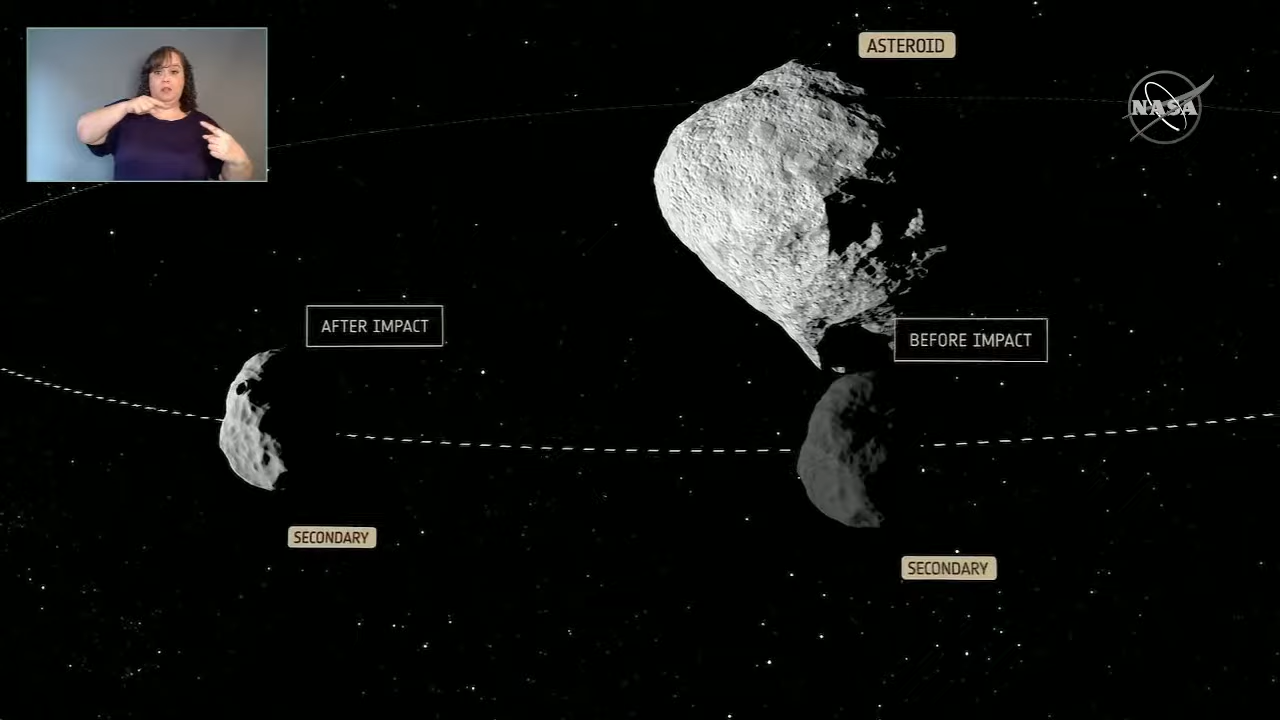 ASTEROID
NASA
AFTER IMPACT
BEFORE IMPACT
SECONDARY
SECONDARY